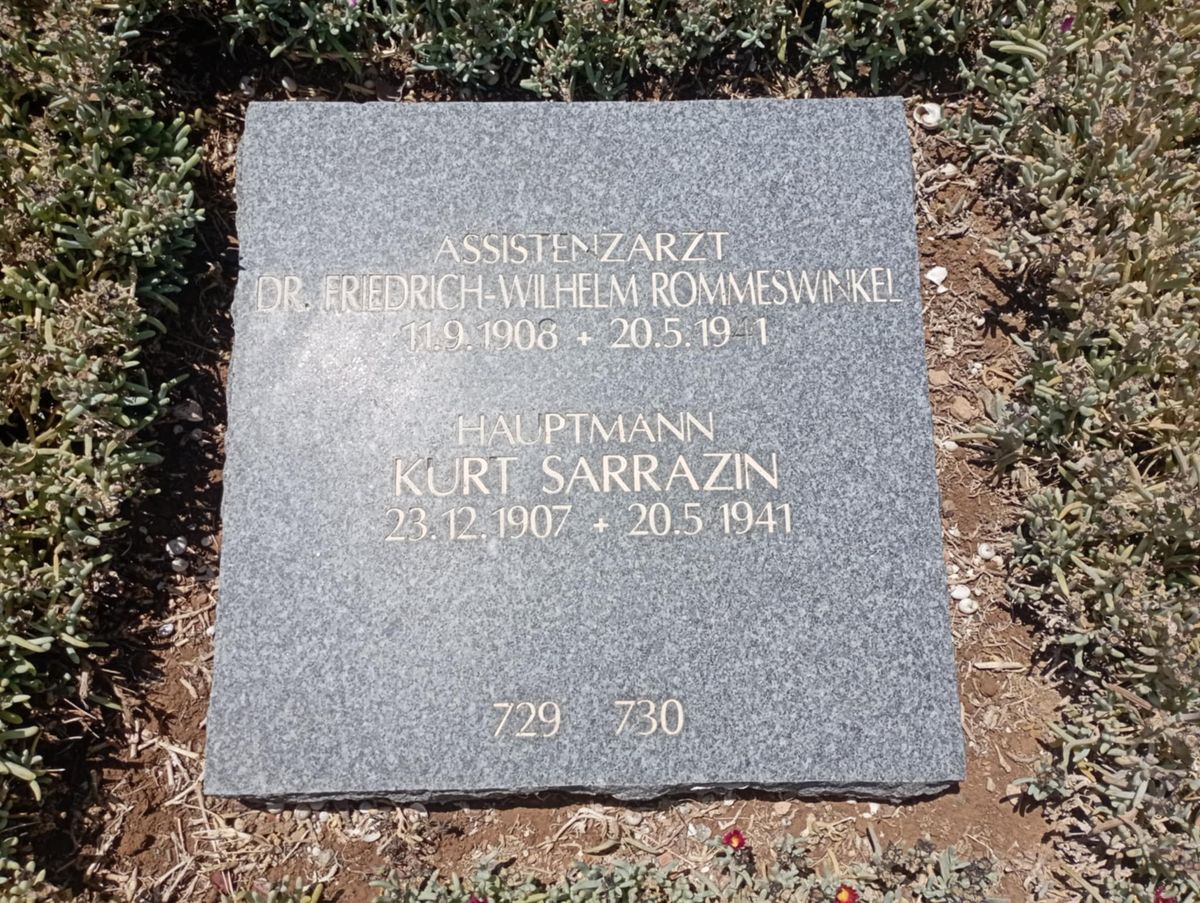 ASSISTENZARZT
DR. FRIEDRICH-WILHELM ROMMESWINKEL
11.9.1908 + 20.5.1941
HAUPTMANN
KURT SARRAZIN
23.12.1907 + 20.5 1941
729 730